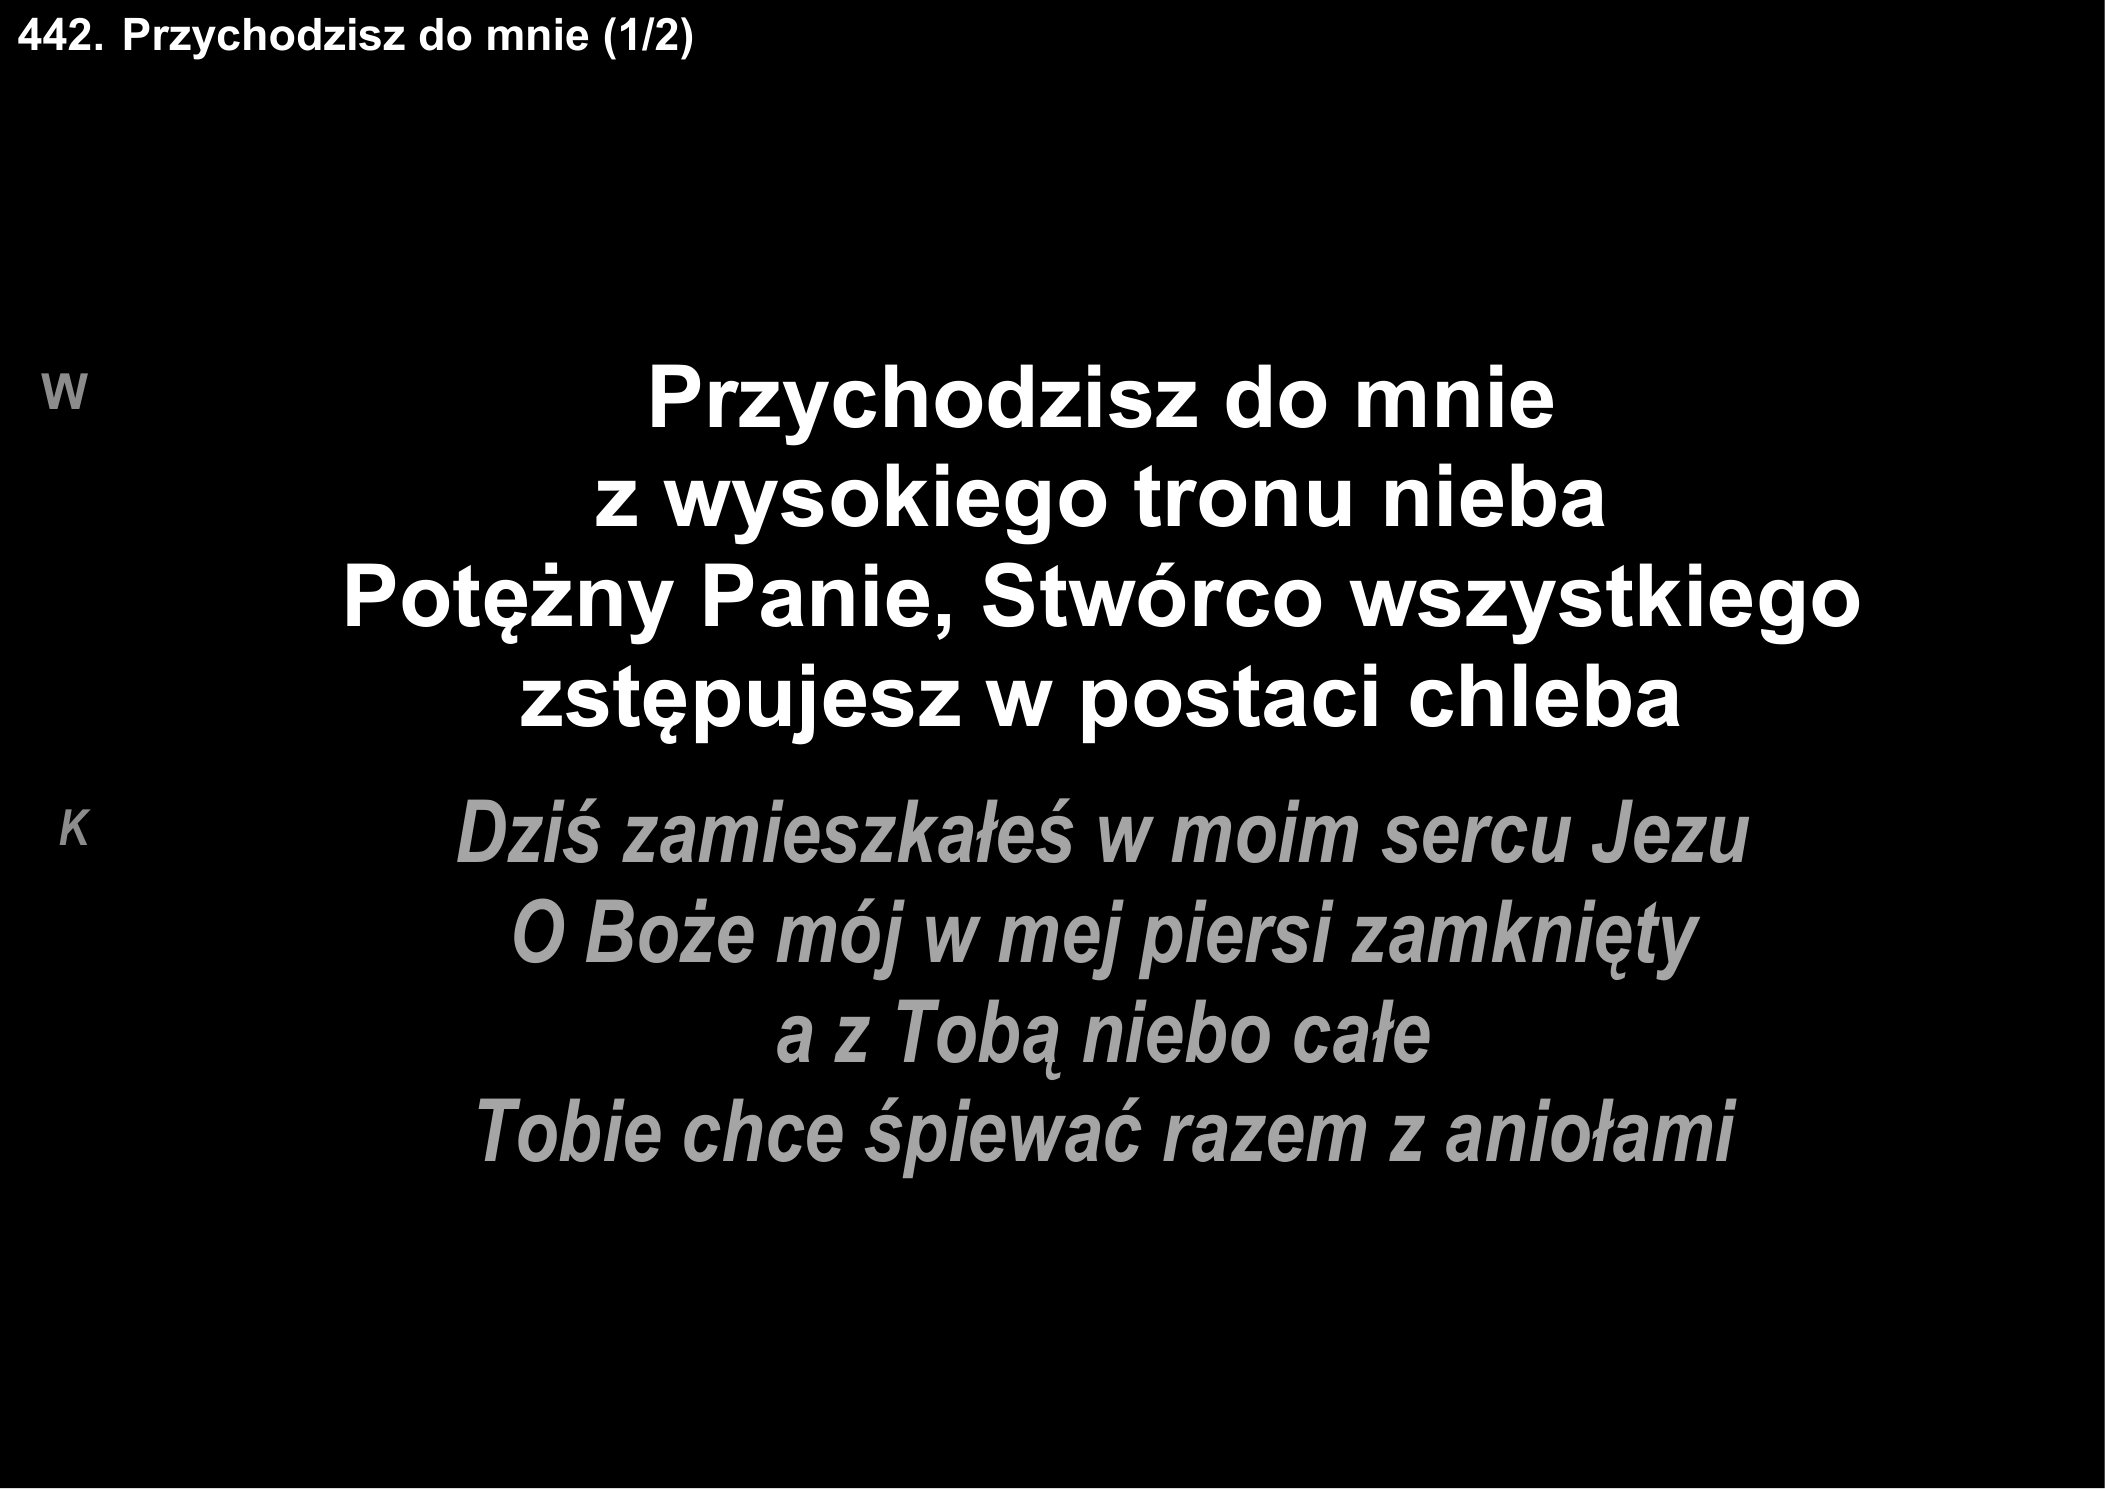 442. Przychodzisz do mnie (1/2)
W
Przychodzisz do mnie
z wysokiego tronu nieba
Potężny Panie, Stwórco wszystkiego
zstępujesz w postaci chleba
K
Dziś zamieszkałeś w moim sercu Jezu
O Boże mój w mej piersi zamknięty
a z Tobą niebo całe
Tobie chce śpiewać razem z aniołami